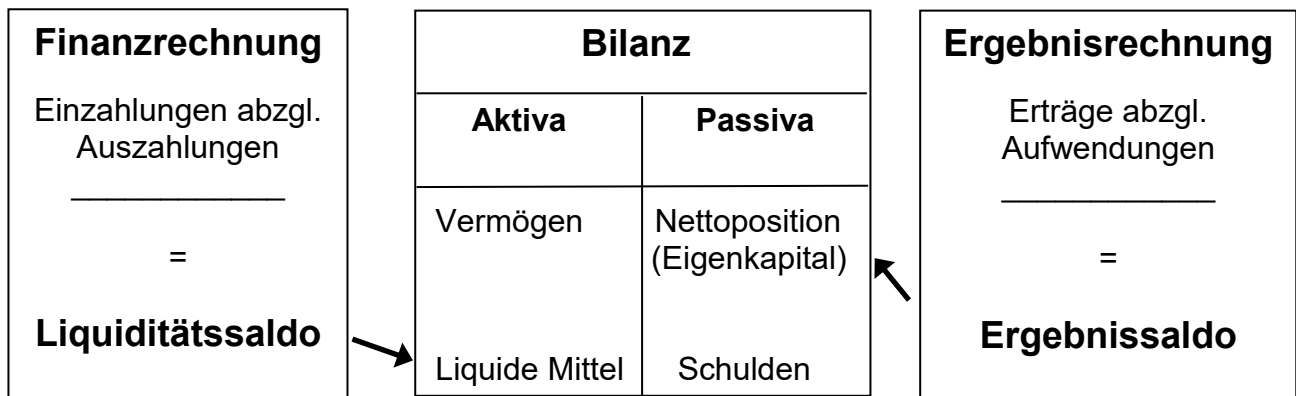 Finanzrechnung
Einzahlungen abzgl.
Auszahlungen
=
Liquiditätssaldo
Bilanz
Aktiva
Passiva
Vermögen
Nettoposition
(Eigenkapital)
Liquide Mittel
Schulden
Ergebnisrechnung
Erträge abzgl.
Aufwendungen
=
Ergebnissaldo